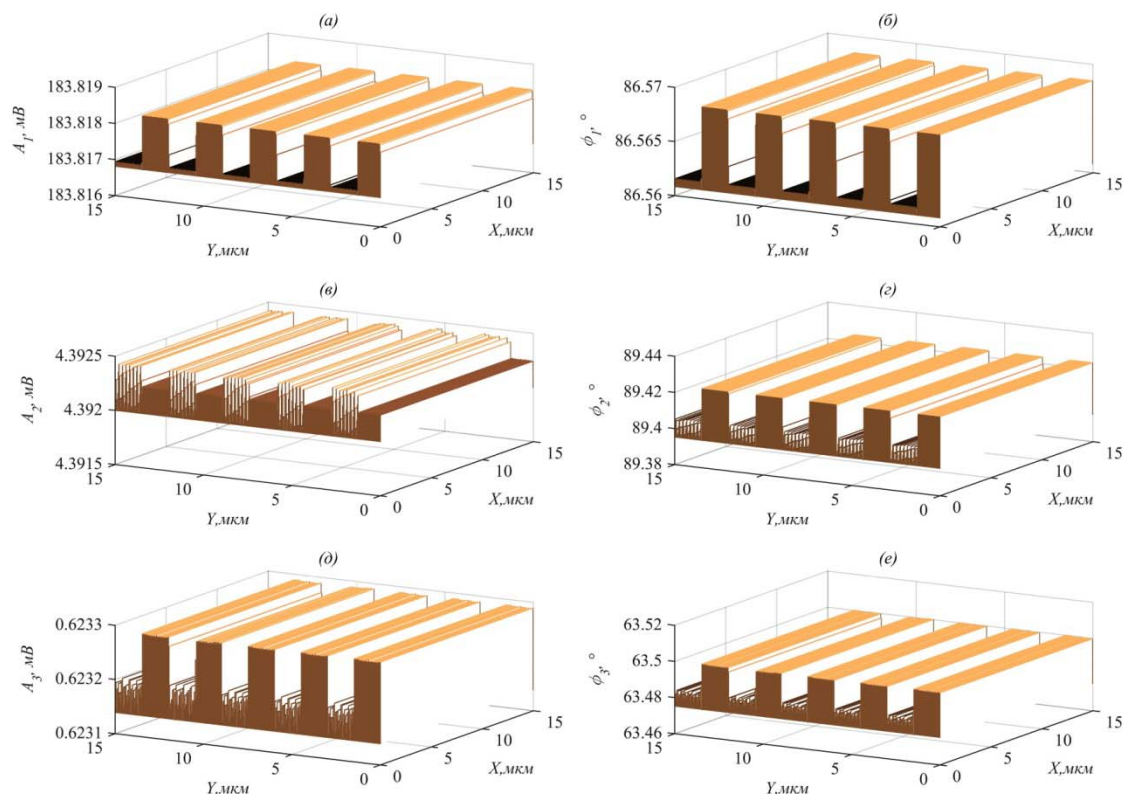 (а)
183.819
183.818
183.817
183.816
A1, мВ
15
10
5
0
Y,мкм
0
5
10
15
X,мкм
(б)
86.57
86.565
86.56
ϕ1, °
15
10
5
0
Y,мкм
0
5
10
15
X,мкм
(в)
4.3925
4.392
4.3915
A2, мВ
15
10
5
0
Y,мкм
0
5
10
15
X,мкм
(г)
89.44
89.42
89.4
89.38
ϕ2, °
15
10
5
0
Y,мкм
0
5
10
15
X,мкм
(д)
0.6233
0.6232
0.6231
A3, мВ
15
10
5
0
Y,мкм
0
5
10
15
X,мкм
(е)
63.52
63.5
63.48
63.46
ϕ3, °
15
10
5
0
Y,мкм
0
5
10
15
X,мкм